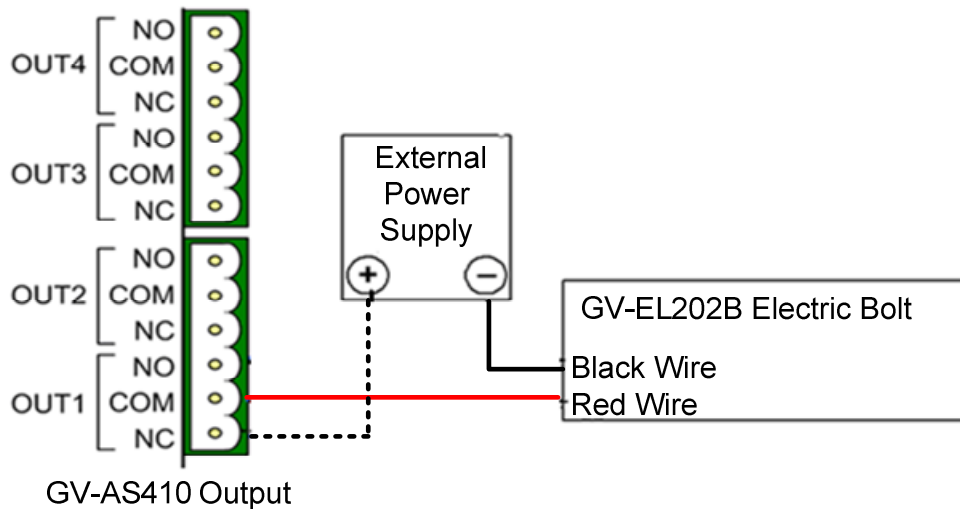 NO
OUT4 COM
NC
NO
OUT3 COM
NC
NO
OUT2 COM
NC
NO
OUT1 COM
NC
GV-AS410 Output
External
Power
Supply
+ −
GV-EL202B Electric Bolt
Black Wire
Red Wire